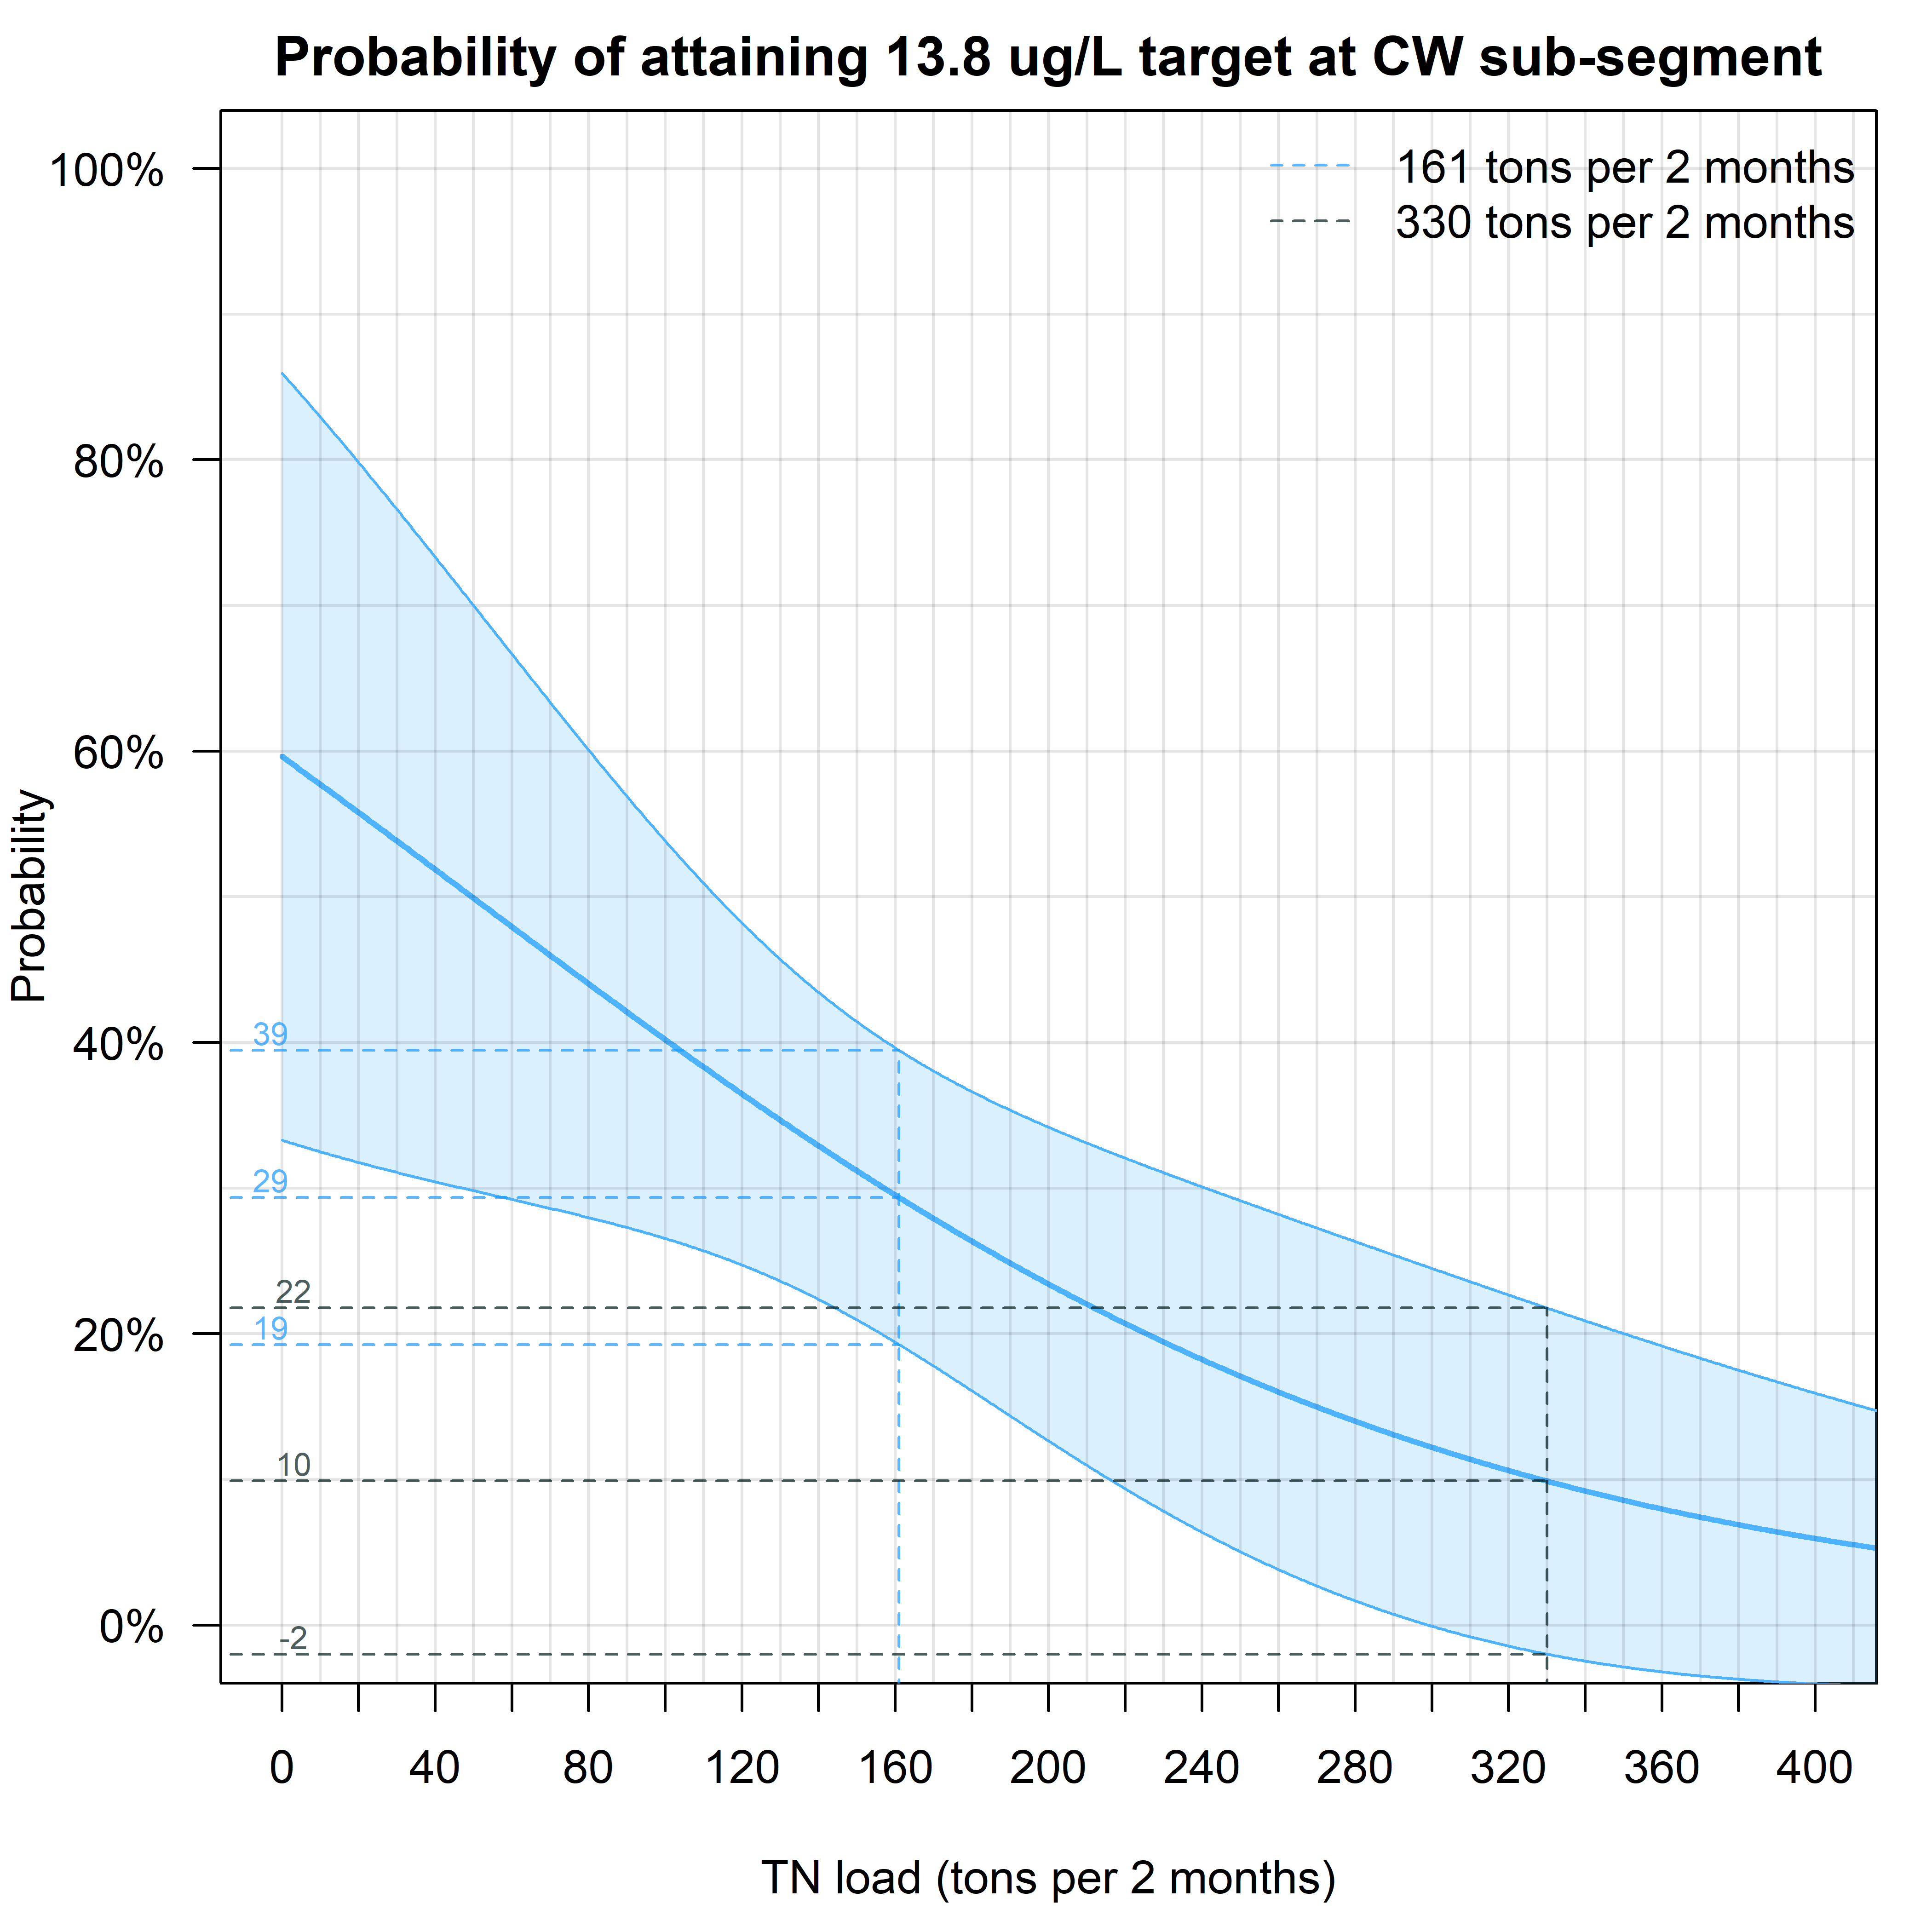 Probability of attaining 13.8 ug/L target at CW sub-segment
161 tons per 2 months
330 tons per 2 months
Probability
100%
80%
60%
40%
20%
0%
39
29
22
19
10
-2
0 40 80 120 160 200 240 280 320 360 400
TN load (tons per 2 months)